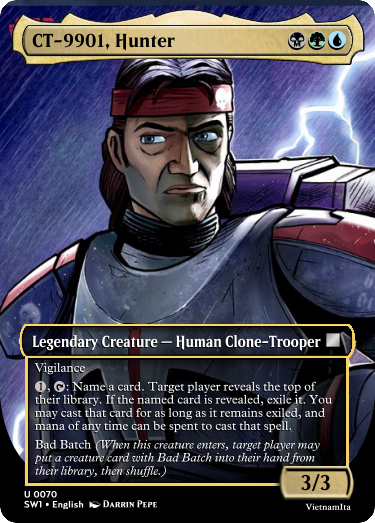 CT-9901, Hunter
Legendary Creature — Human Clone-Trooper
Vigilance
1, : Name a card. Target player reveals the top of
their library. If the named card is revealed, exile it. You
may cast that card for as long as it remains exiled, and
mana of any time can be spent to cast that spell.
Bad Batch (When this creature enters, target player may
put a creature card with Bad Batch into their hand from
their library, then shuffle.)
3/3
U 0070
SW1 • English Darrin Pepe
VietnamIta